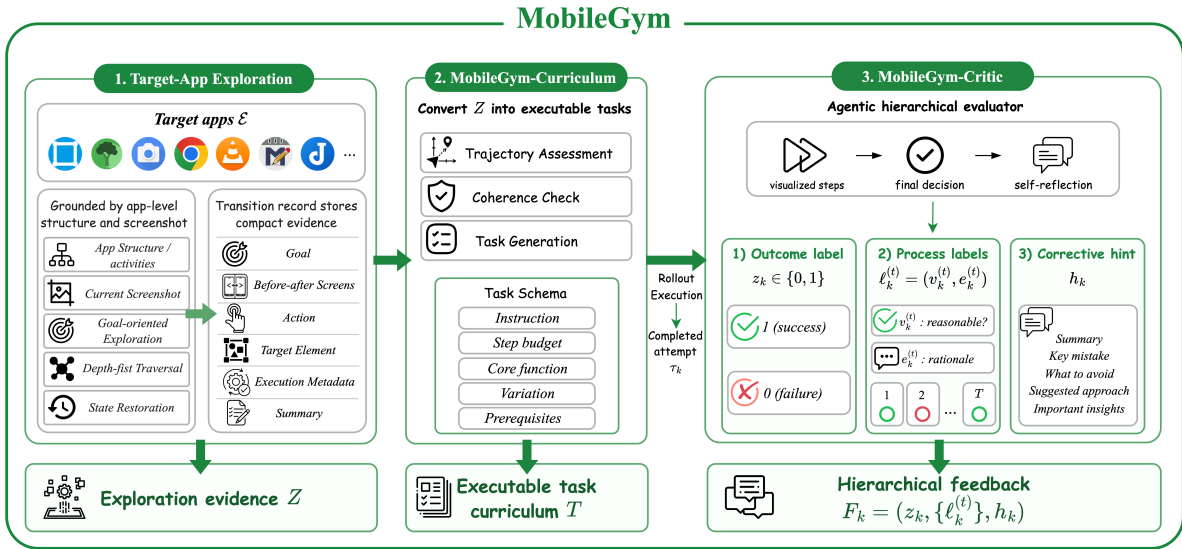 MobileGym
1. Target-App Exploration
Target apps ℰ
...
Grounded by app-level
structure and screenshot
App Structure /
activities
Current Screenshot
Goal-oriented
Exploration
Depth-fist Traversal
State Restoration
Transition record stores
compact evidence
Goal
Before-after Screens
Action
Target Element
Execution Metadata
Summary
Exploration evidence Z
2. MobileGym-Curriculum
Convert Z into executable tasks
Trajectory Assessment
Coherence Check
Task Generation
Task Schema
Instruction
Step budget
Core function
Variation
Prerequisites
Executable task
curriculum T
Rollout
Execution
Completed
attempt
τ_k
3. MobileGym-Critic
Agentic hierarchical evaluator
visualized steps
final decision
self-reflection
1) Outcome label
z_k ∈ {0, 1}
1 (success)
0 (failure)
2) Process labels
ℓ_k^{(t)} = (v_k^{(t)}, e_k^{(t)})
v_k^{(t)} : reasonable?
e_k^{(t)} : rationale
1 2 ... T
3) Corrective hint
h_k
Summary
Key mistake
What to avoid
Suggested approach
Important insights
Hierarchical feedback
F_k = (z_k, {ℓ_k^{(t)}}, h_k)